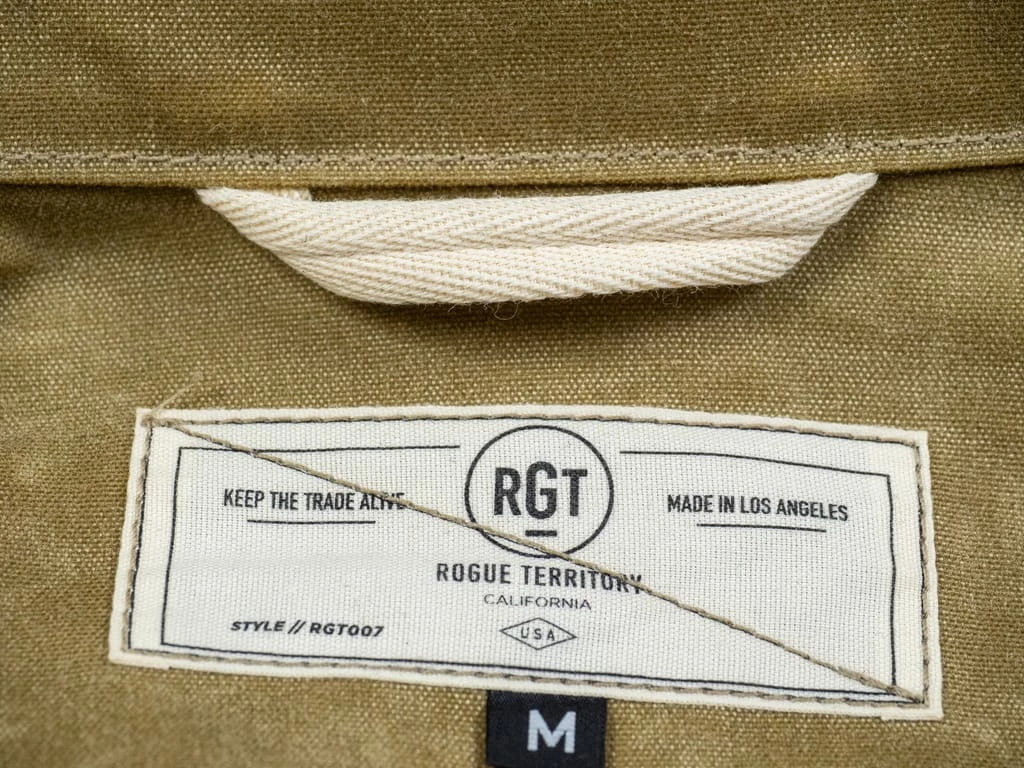 KEEP THE TRADE ALIVE
RGT
MADE IN LOS ANGELES
ROGUE TERRITORY
CALIFORNIA
USA
STYLE // RGT007
M